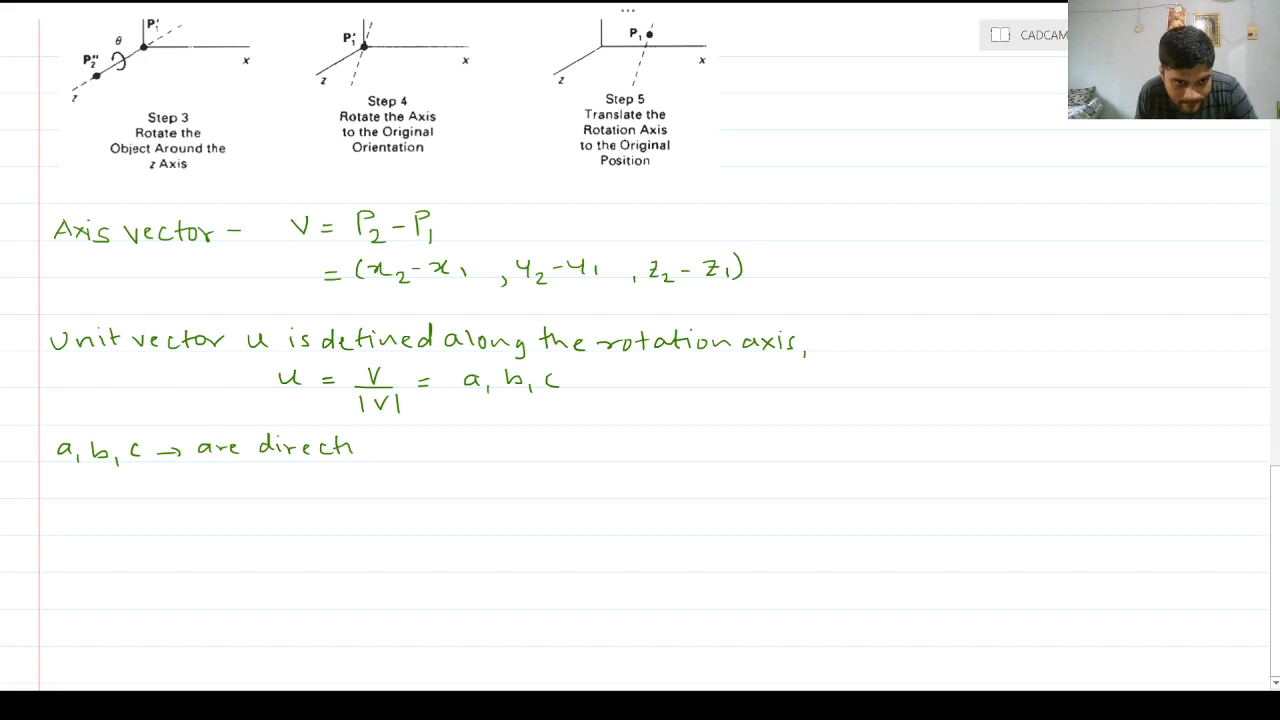 ...
CADCAM
P₁'
θ
P₂''
x
z
Step 3
Rotate the
Object Around the
z Axis
P₁'
x
z
Step 4
Rotate the Axis
to the Original
Orientation
P₁
x
z
Step 5
Translate the
Rotation Axis
to the Original
Position
Axis vector - V = P₂ - P₁
= (x₂ - x₁ , y₂ - y₁ , z₂ - z₁)
Unit vector u is defined along the rotation axis,
u = V / |V| = a, b, c
a, b, c → are direct